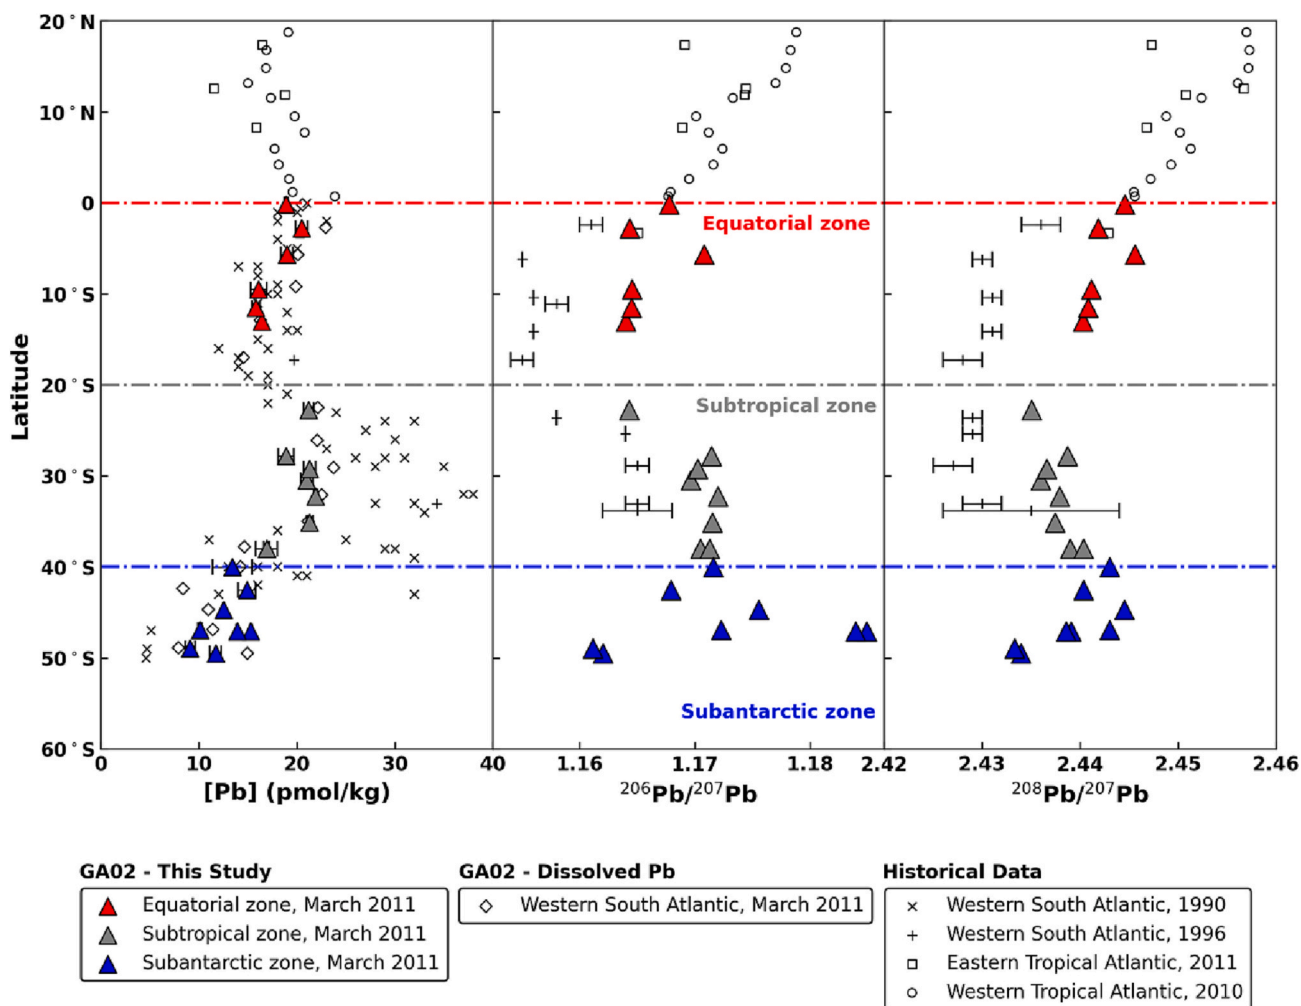 20°N
10°N
0
10°S
20°S
30°S
40°S
50°S
60°S
Latitude
Equatorial zone
Subtropical zone
Subantarctic zone
0 10 20 30 40 1.16 1.17 1.18 2.42 2.43 2.44 2.45 2.46
[Pb] (pmol/kg) ²⁰⁶Pb/²⁰⁷Pb ²⁰⁸Pb/²⁰⁷Pb
GA02 - This Study
Equatorial zone, March 2011
Subtropical zone, March 2011
Subantarctic zone, March 2011
GA02 - Dissolved Pb
Western South Atlantic, March 2011
Historical Data
Western South Atlantic, 1990
Western South Atlantic, 1996
Eastern Tropical Atlantic, 2011
Western Tropical Atlantic, 2010